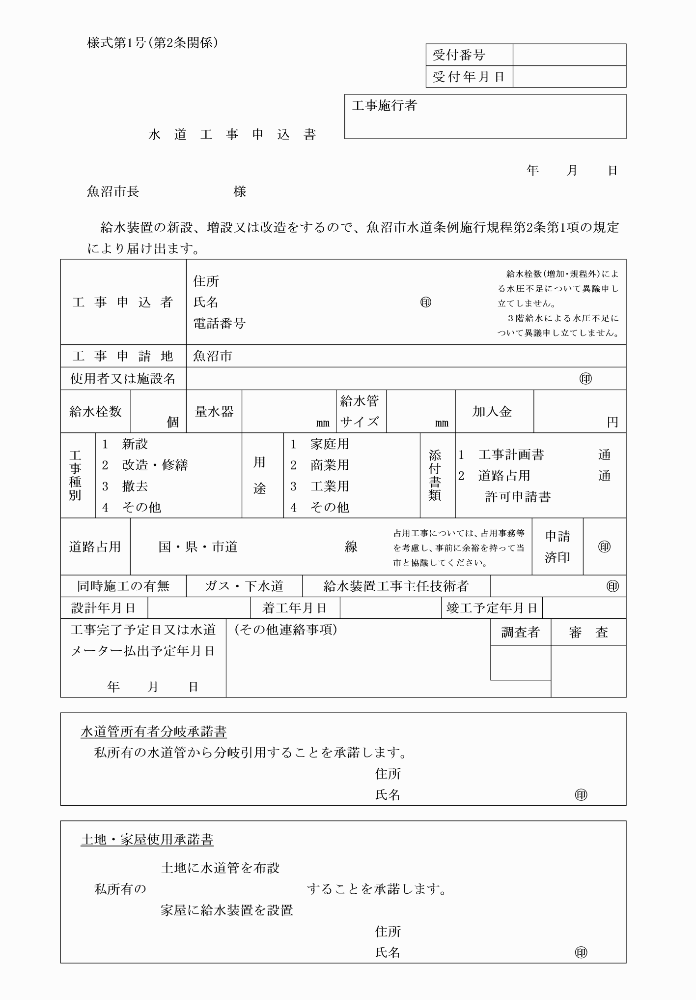 様式第1号(第2条関係)
受付番号
受付年月日
工事施行者
水道工事申込書
年　月　日
魚沼市長　様
給水装置の新設、増設又は改造をするので、魚沼市水道条例施行規程第2条第1項の規定
により届け出ます。
工事申込者
住所
氏名　㊞
電話番号
給水栓数(増加・規程外)によ
る水圧不足について異議申し
立てしません。
３階給水による水圧不足に
ついて異議申し立てしません。
工事申請地　魚沼市
使用者又は施設名　㊞
給水栓数　個　量水器　㎜
給水管
サイズ　㎜
加入金　円
工事種別
1　新設
2　改造・修繕
3　撤去
4　その他
用途
1　家庭用
2　商業用
3　工業用
4　その他
添付書類
1　工事計画書　通
2　道路占用　通
許可申請書
道路占用　国・県・市道　線
占用工事については、占用事務等
を考慮し、事前に余裕を持って当
市と協議してください。
申請
済印
㊞
同時施工の有無　ガス・下水道　給水装置工事主任技術者　㊞
設計年月日　着工年月日　竣工予定年月日
工事完了予定日又は水道
メーター払出予定年月日
年　月　日
(その他連絡事項)
調査者　審　査
水道管所有者分岐承諾書
私所有の水道管から分岐引用することを承諾します。
住所
氏名　㊞
土地・家屋使用承諾書
土地に水道管を布設
私所有の　することを承諾します。
家屋に給水装置を設置
住所
氏名　㊞